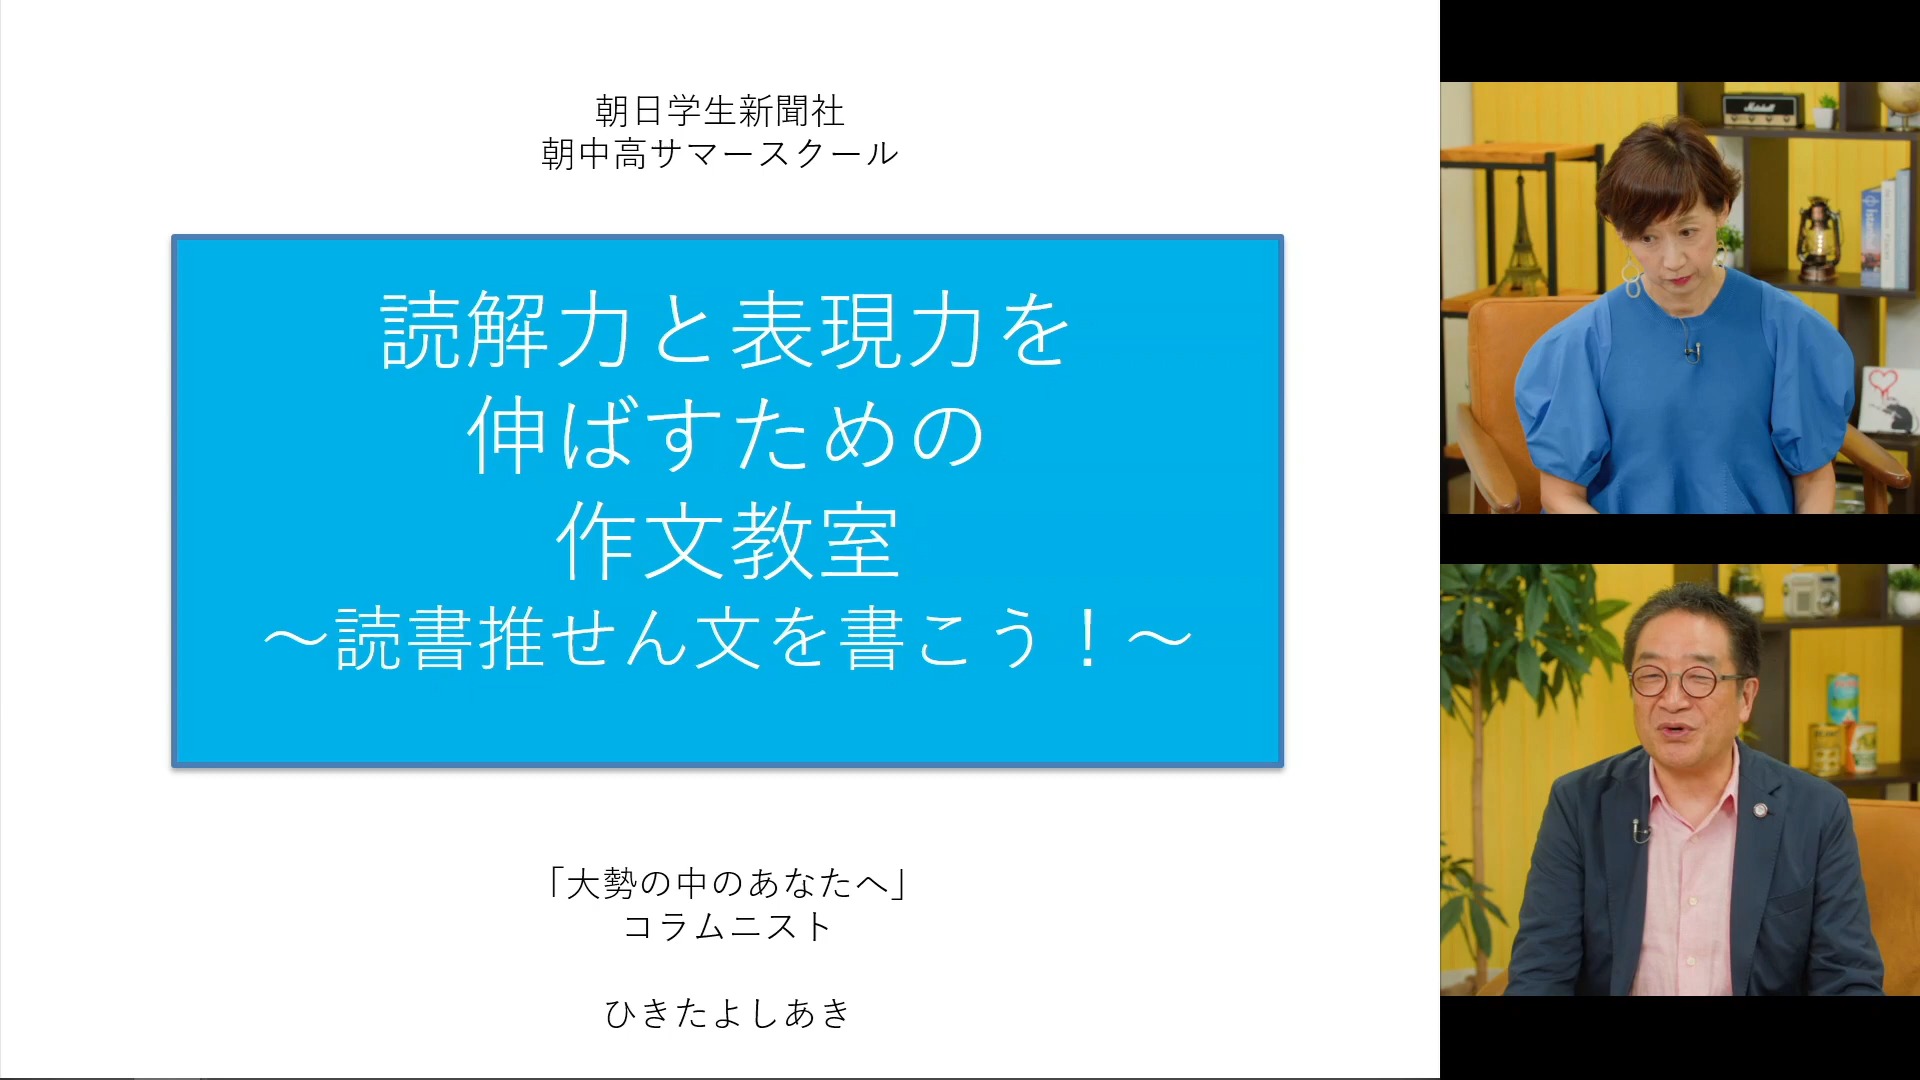 朝日学生新聞社
朝中高サマースクール
読解力と表現力を
伸ばすための
作文教室
～読書推せん文を書こう！～
「大勢の中のあなたへ」
コラムニスト
ひきたよしあき
Marshall